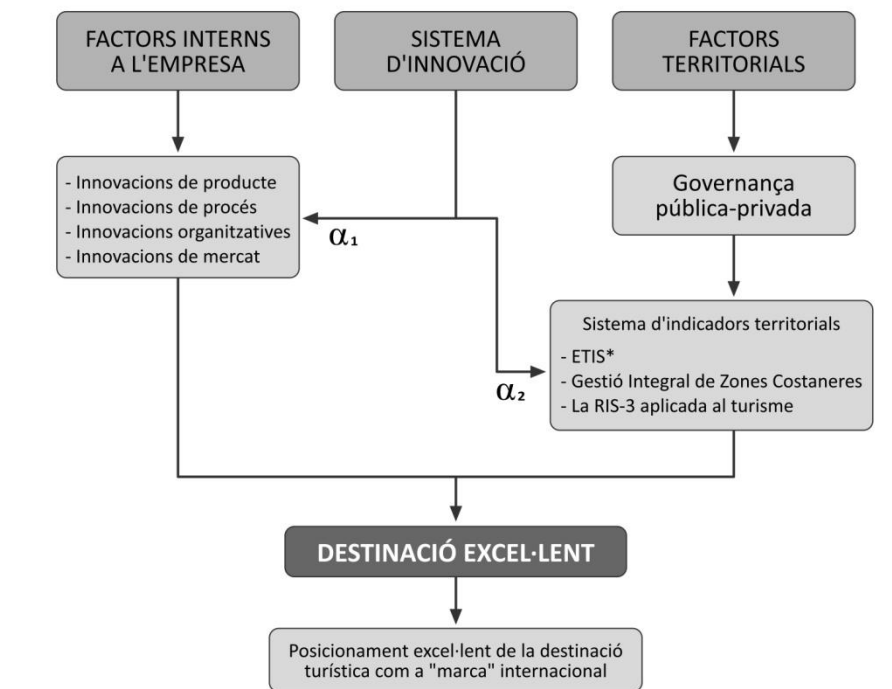 FACTORS INTERNS
A L'EMPRESA
SISTEMA
D'INNOVACIÓ
FACTORS
TERRITORIALS
- Innovacions de producte
- Innovacions de procés
- Innovacions organitzatives
- Innovacions de mercat
α₁
Governança
pública-privada
α₂
Sistema d'indicadors territorials
- ETIS*
- Gestió Integral de Zones Costaneres
- La RIS-3 aplicada al turisme
DESTINACIÓ EXCEL·LENT
Posicionament excel·lent de la destinació
turística com a "marca" internacional